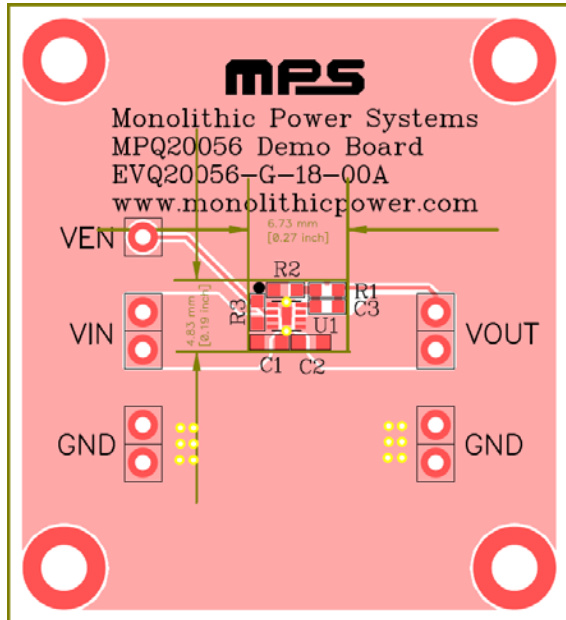 MPS
Monolithic Power Systems
MPQ20056 Demo Board
EVQ20056-G-18-00A
www.monolithicpower.com
6.73 mm
[0.27 inch]
VEN
R2
R1
C3
R3
4.83 mm
[0.19 inch]
U1
VIN
VOUT
C1 C2
GND
GND